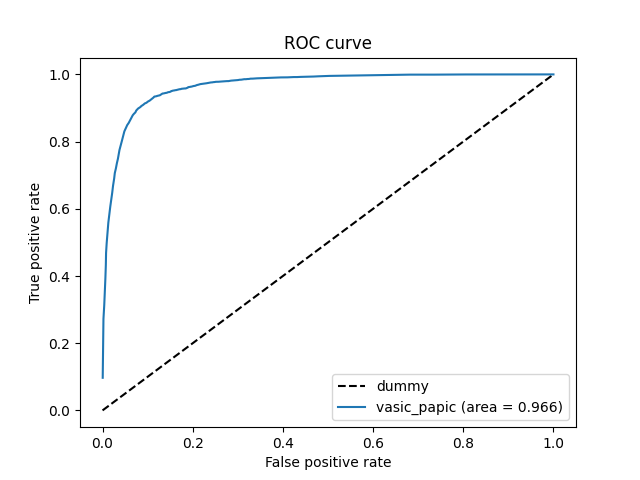 ROC curve
True positive rate
1.0
0.8
0.6
0.4
0.2
0.0
dummy
vasic_papic (area = 0.966)
0.0 0.2 0.4 0.6 0.8 1.0
False positive rate